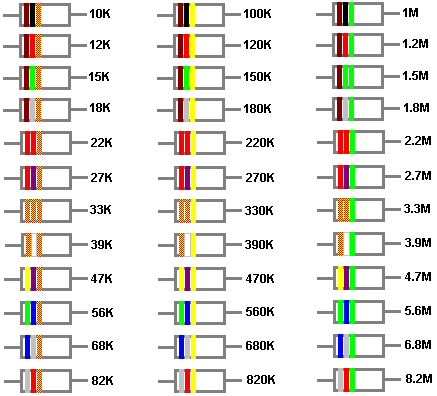 10K 100K 1M
12K 120K 1.2M
15K 150K 1.5M
18K 180K 1.8M
22K 220K 2.2M
27K 270K 2.7M
33K 330K 3.3M
39K 390K 3.9M
47K 470K 4.7M
56K 560K 5.6M
68K 680K 6.8M
82K 820K 8.2M